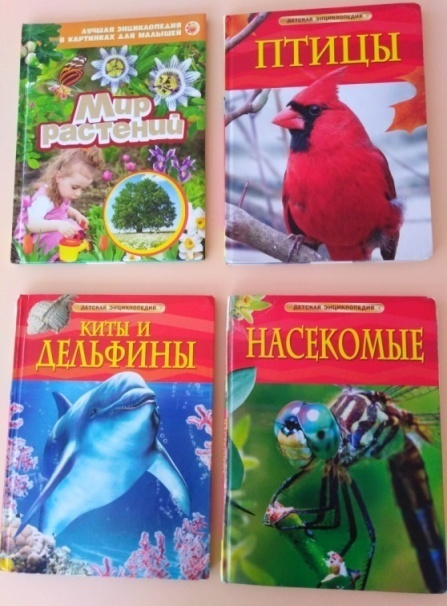 ЛУЧШАЯ ЭНЦИКЛОПЕДИЯ
В КАРТИНКАХ ДЛЯ МАЛЫШЕЙ
Мир
растений
ДЕТСКАЯ ЭНЦИКЛОПЕДИЯ
ПТИЦЫ
ДЕТСКАЯ ЭНЦИКЛОПЕДИЯ
КИТЫ И
ДЕЛЬФИНЫ
ДЕТСКАЯ ЭНЦИКЛОПЕДИЯ
НАСЕКОМЫЕ